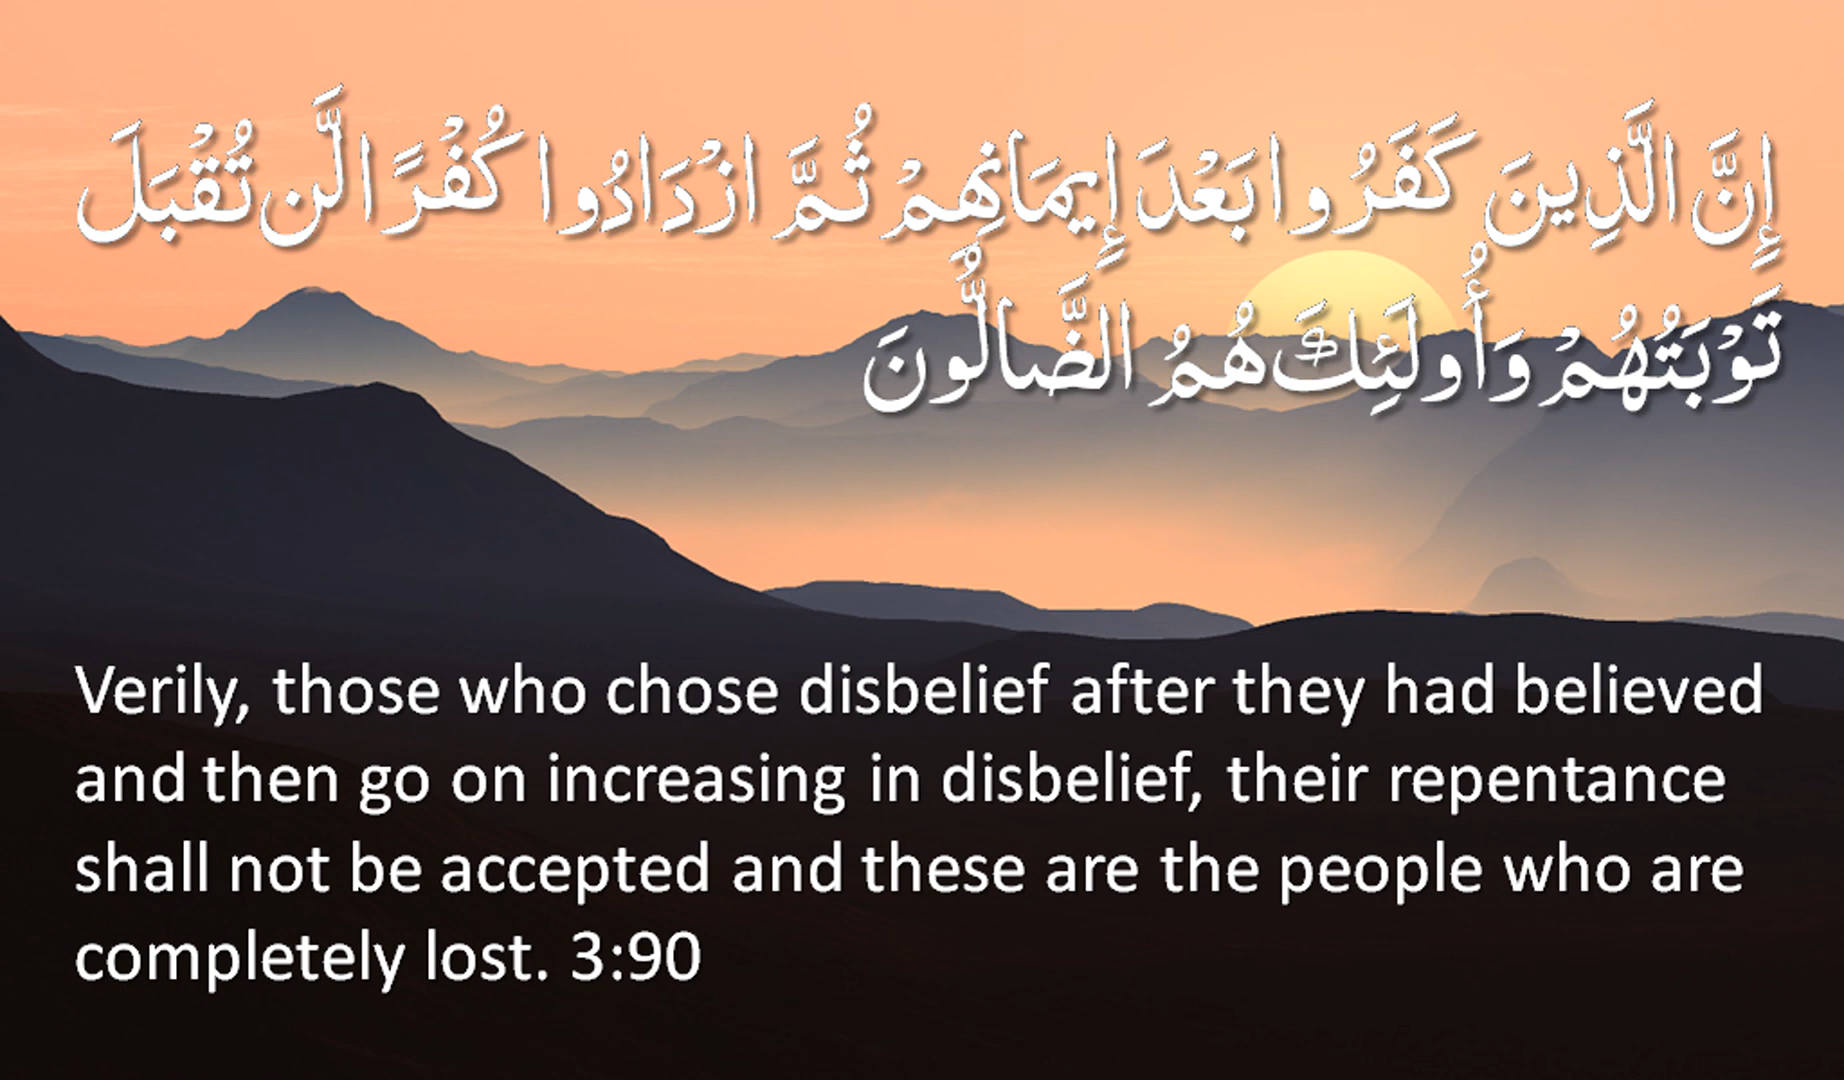 إِنَّ الَّذِينَ كَفَرُوا بَعْدَ إِيمَانِهِمْ ثُمَّ ازْدَادُوا كُفْرًا لَّن تُقْبَلَ
تَوْبَتُهُمْ وَأُولَئِكَ هُمُ الضَّالُّونَ
Verily, those who chose disbelief after they had believed
and then go on increasing in disbelief, their repentance
shall not be accepted and these are the people who are
completely lost. 3:90